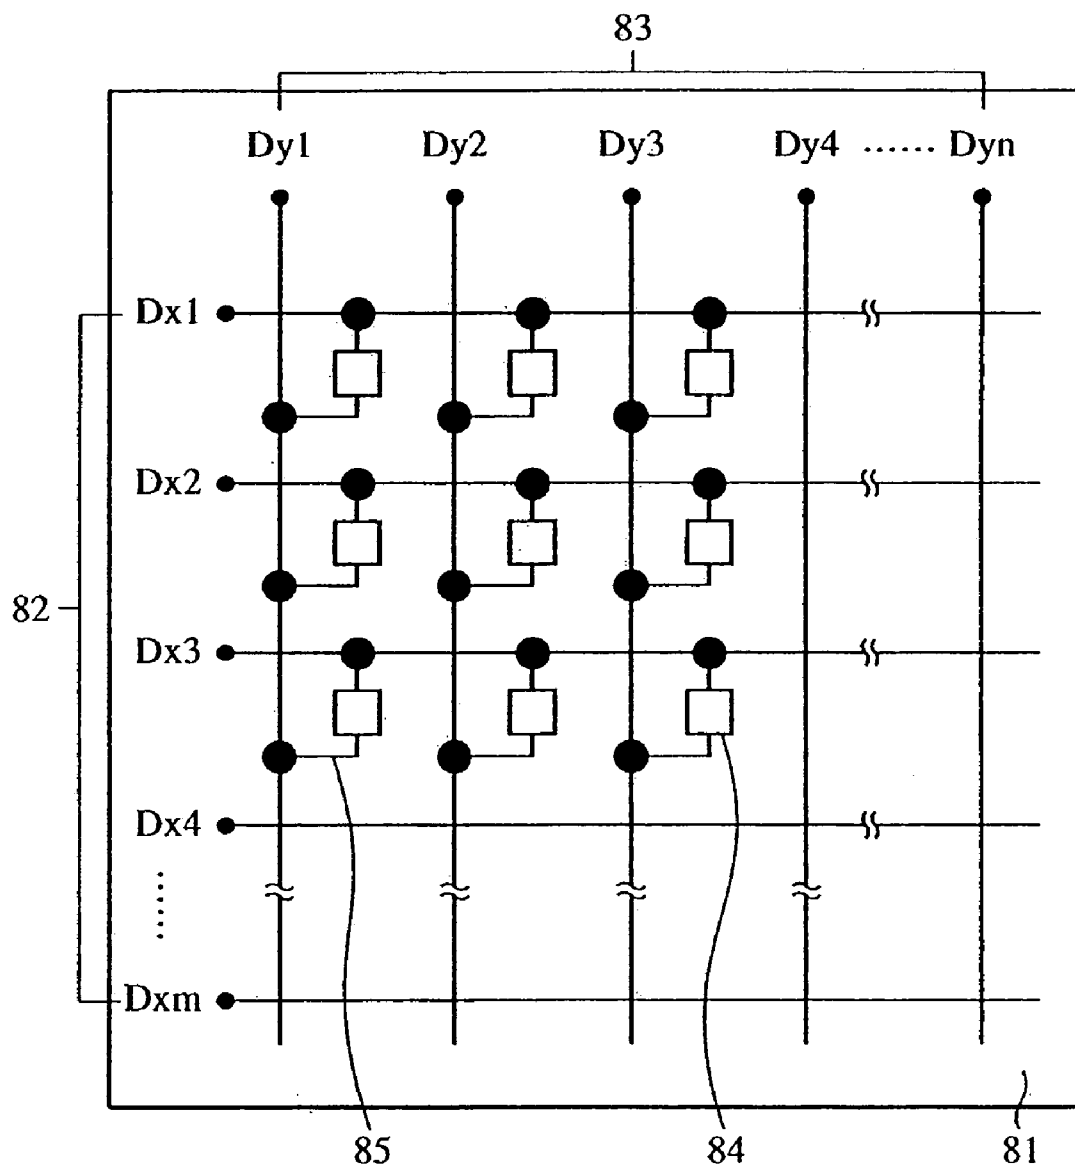 83
Dy1 Dy2 Dy3 Dy4 ...... Dyn
Dx1
Dx2
82
Dx3
Dx4
......
Dxm
85 84 81